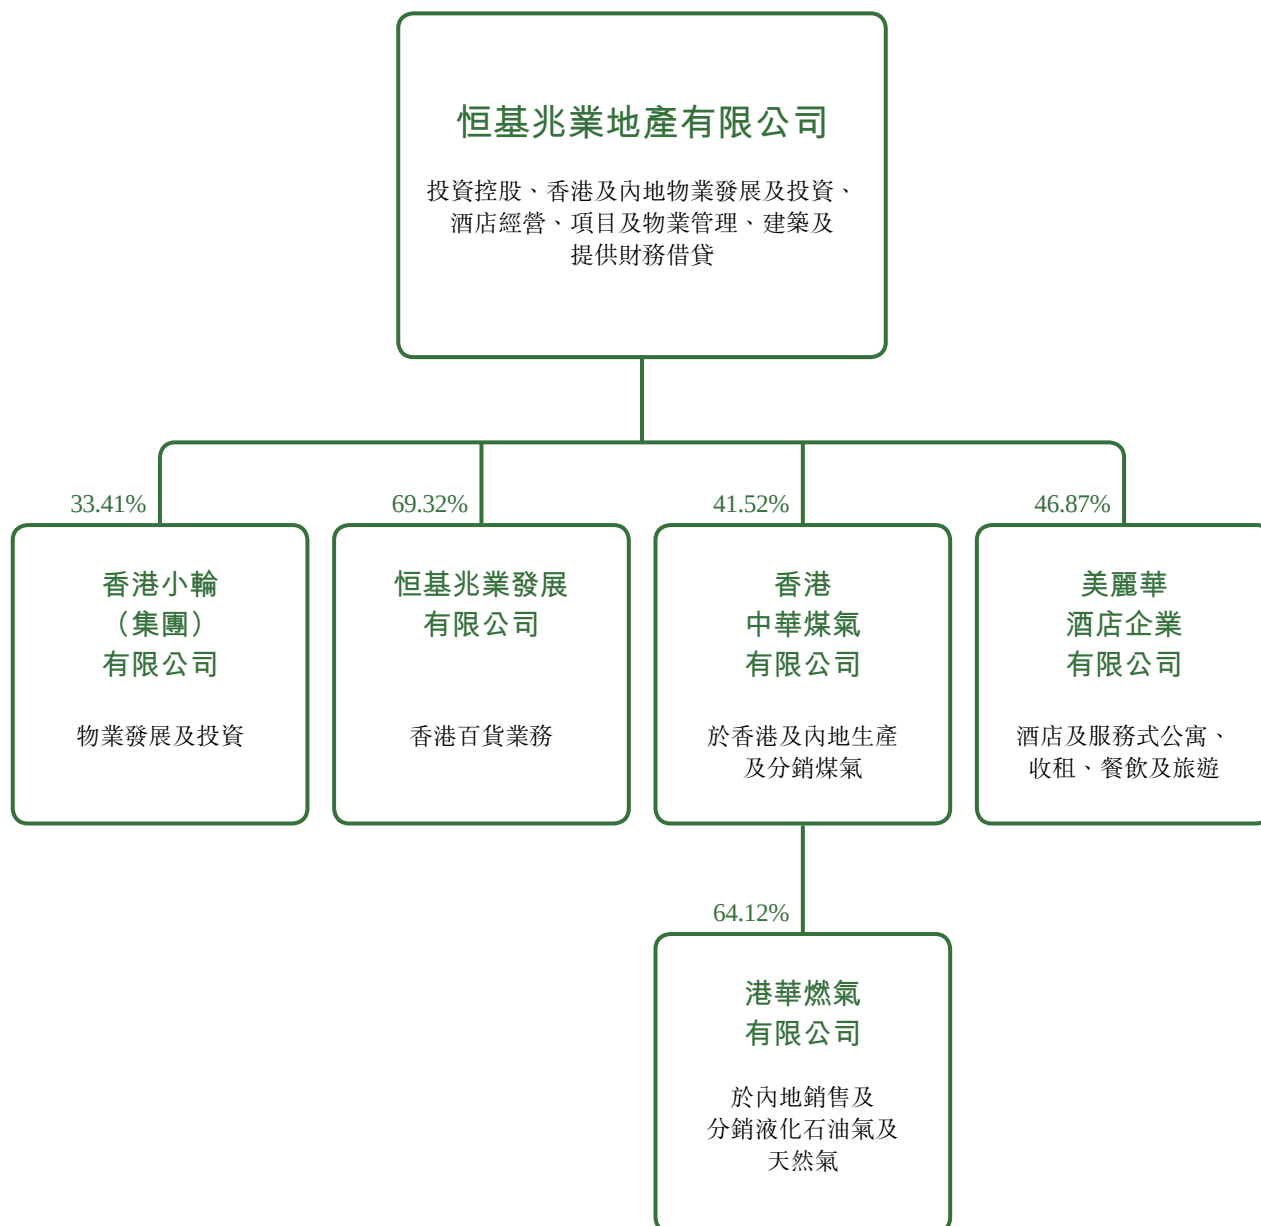 恒基兆業地產有限公司
投資控股、香港及內地物業發展及投資、
酒店經營、項目及物業管理、建築及
提供財務借貸
33.41%
香港小輪
（集團）
有限公司
物業發展及投資
69.32%
恒基兆業發展
有限公司
香港百貨業務
41.52%
香港
中華煤氣
有限公司
於香港及內地生產
及分銷煤氣
46.87%
美麗華
酒店企業
有限公司
酒店及服務式公寓、
收租、餐飲及旅遊
64.12%
港華燃氣
有限公司
於內地銷售及
分銷液化石油氣及
天然氣